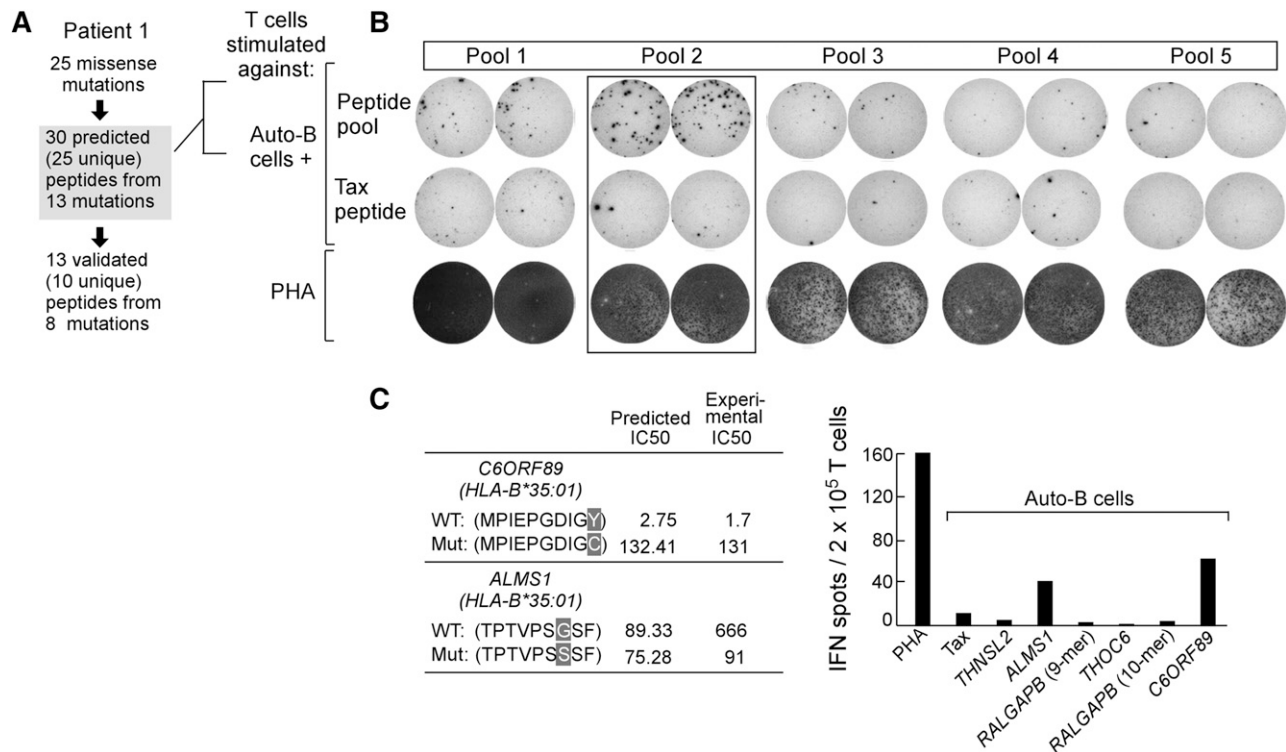 A
Patient 1
25 missense
mutations
30 predicted
(25 unique)
peptides from
13 mutations
13 validated
(10 unique)
peptides from
8 mutations
T cells
stimulated
against:
Auto-B
cells +
PHA
B
Pool 1 Pool 2 Pool 3 Pool 4 Pool 5
Peptide
pool
Tax
peptide
C
Predicted
IC50
Experi-
mental
IC50
C6ORF89
(HLA-B*35:01)
WT: (MPIEPGDIGY) 2.75 1.7
Mut: (MPIEPGDIGC) 132.41 131
ALMS1
(HLA-B*35:01)
WT: (TPTVPSGSF) 89.33 666
Mut: (TPTVPSSSF) 75.28 91
IFN spots / 2 x 10⁵ T cells
160
120
80
40
0
Auto-B cells
PHA
Tax
THNSL2
ALMS1
RALGAPB (9-mer)
THOC6
RALGAPB (10-mer)
C6ORF89